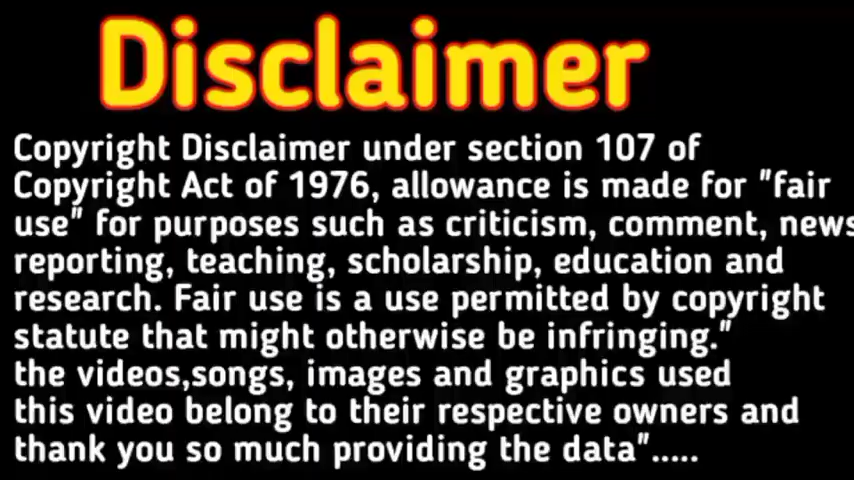 Disclaimer
Copyright Disclaimer under section 107 of
Copyright Act of 1976, allowance is made for "fair
use" for purposes such as criticism, comment, news
reporting, teaching, scholarship, education and
research. Fair use is a use permitted by copyright
statute that might otherwise be infringing."
the videos,songs, images and graphics used
this video belong to their respective owners and
thank you so much providing the data".....